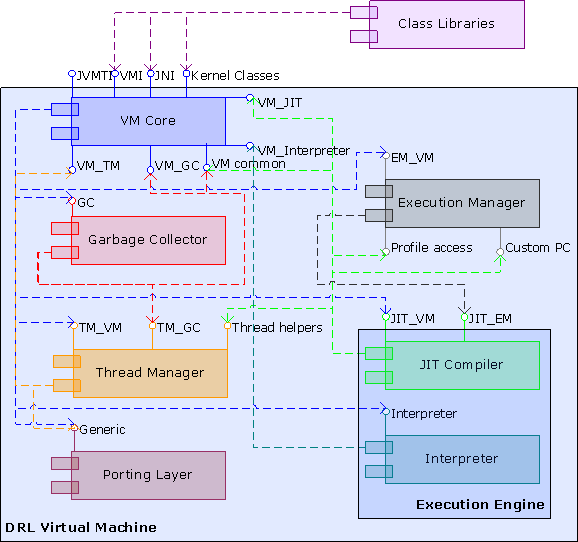 Class Libraries
JVMTI VMI JNI Kernel Classes
VM Core
VM_JIT
VM_Interpreter
VM_TM VM_GC VM common
EM_VM
GC
Execution Manager
Garbage Collector
Profile access Custom PC
JIT_VM JIT_EM
TM_VM TM_GC Thread helpers
JIT Compiler
Thread Manager
Interpreter
Generic
Interpreter
Porting Layer
Execution Engine
DRL Virtual Machine